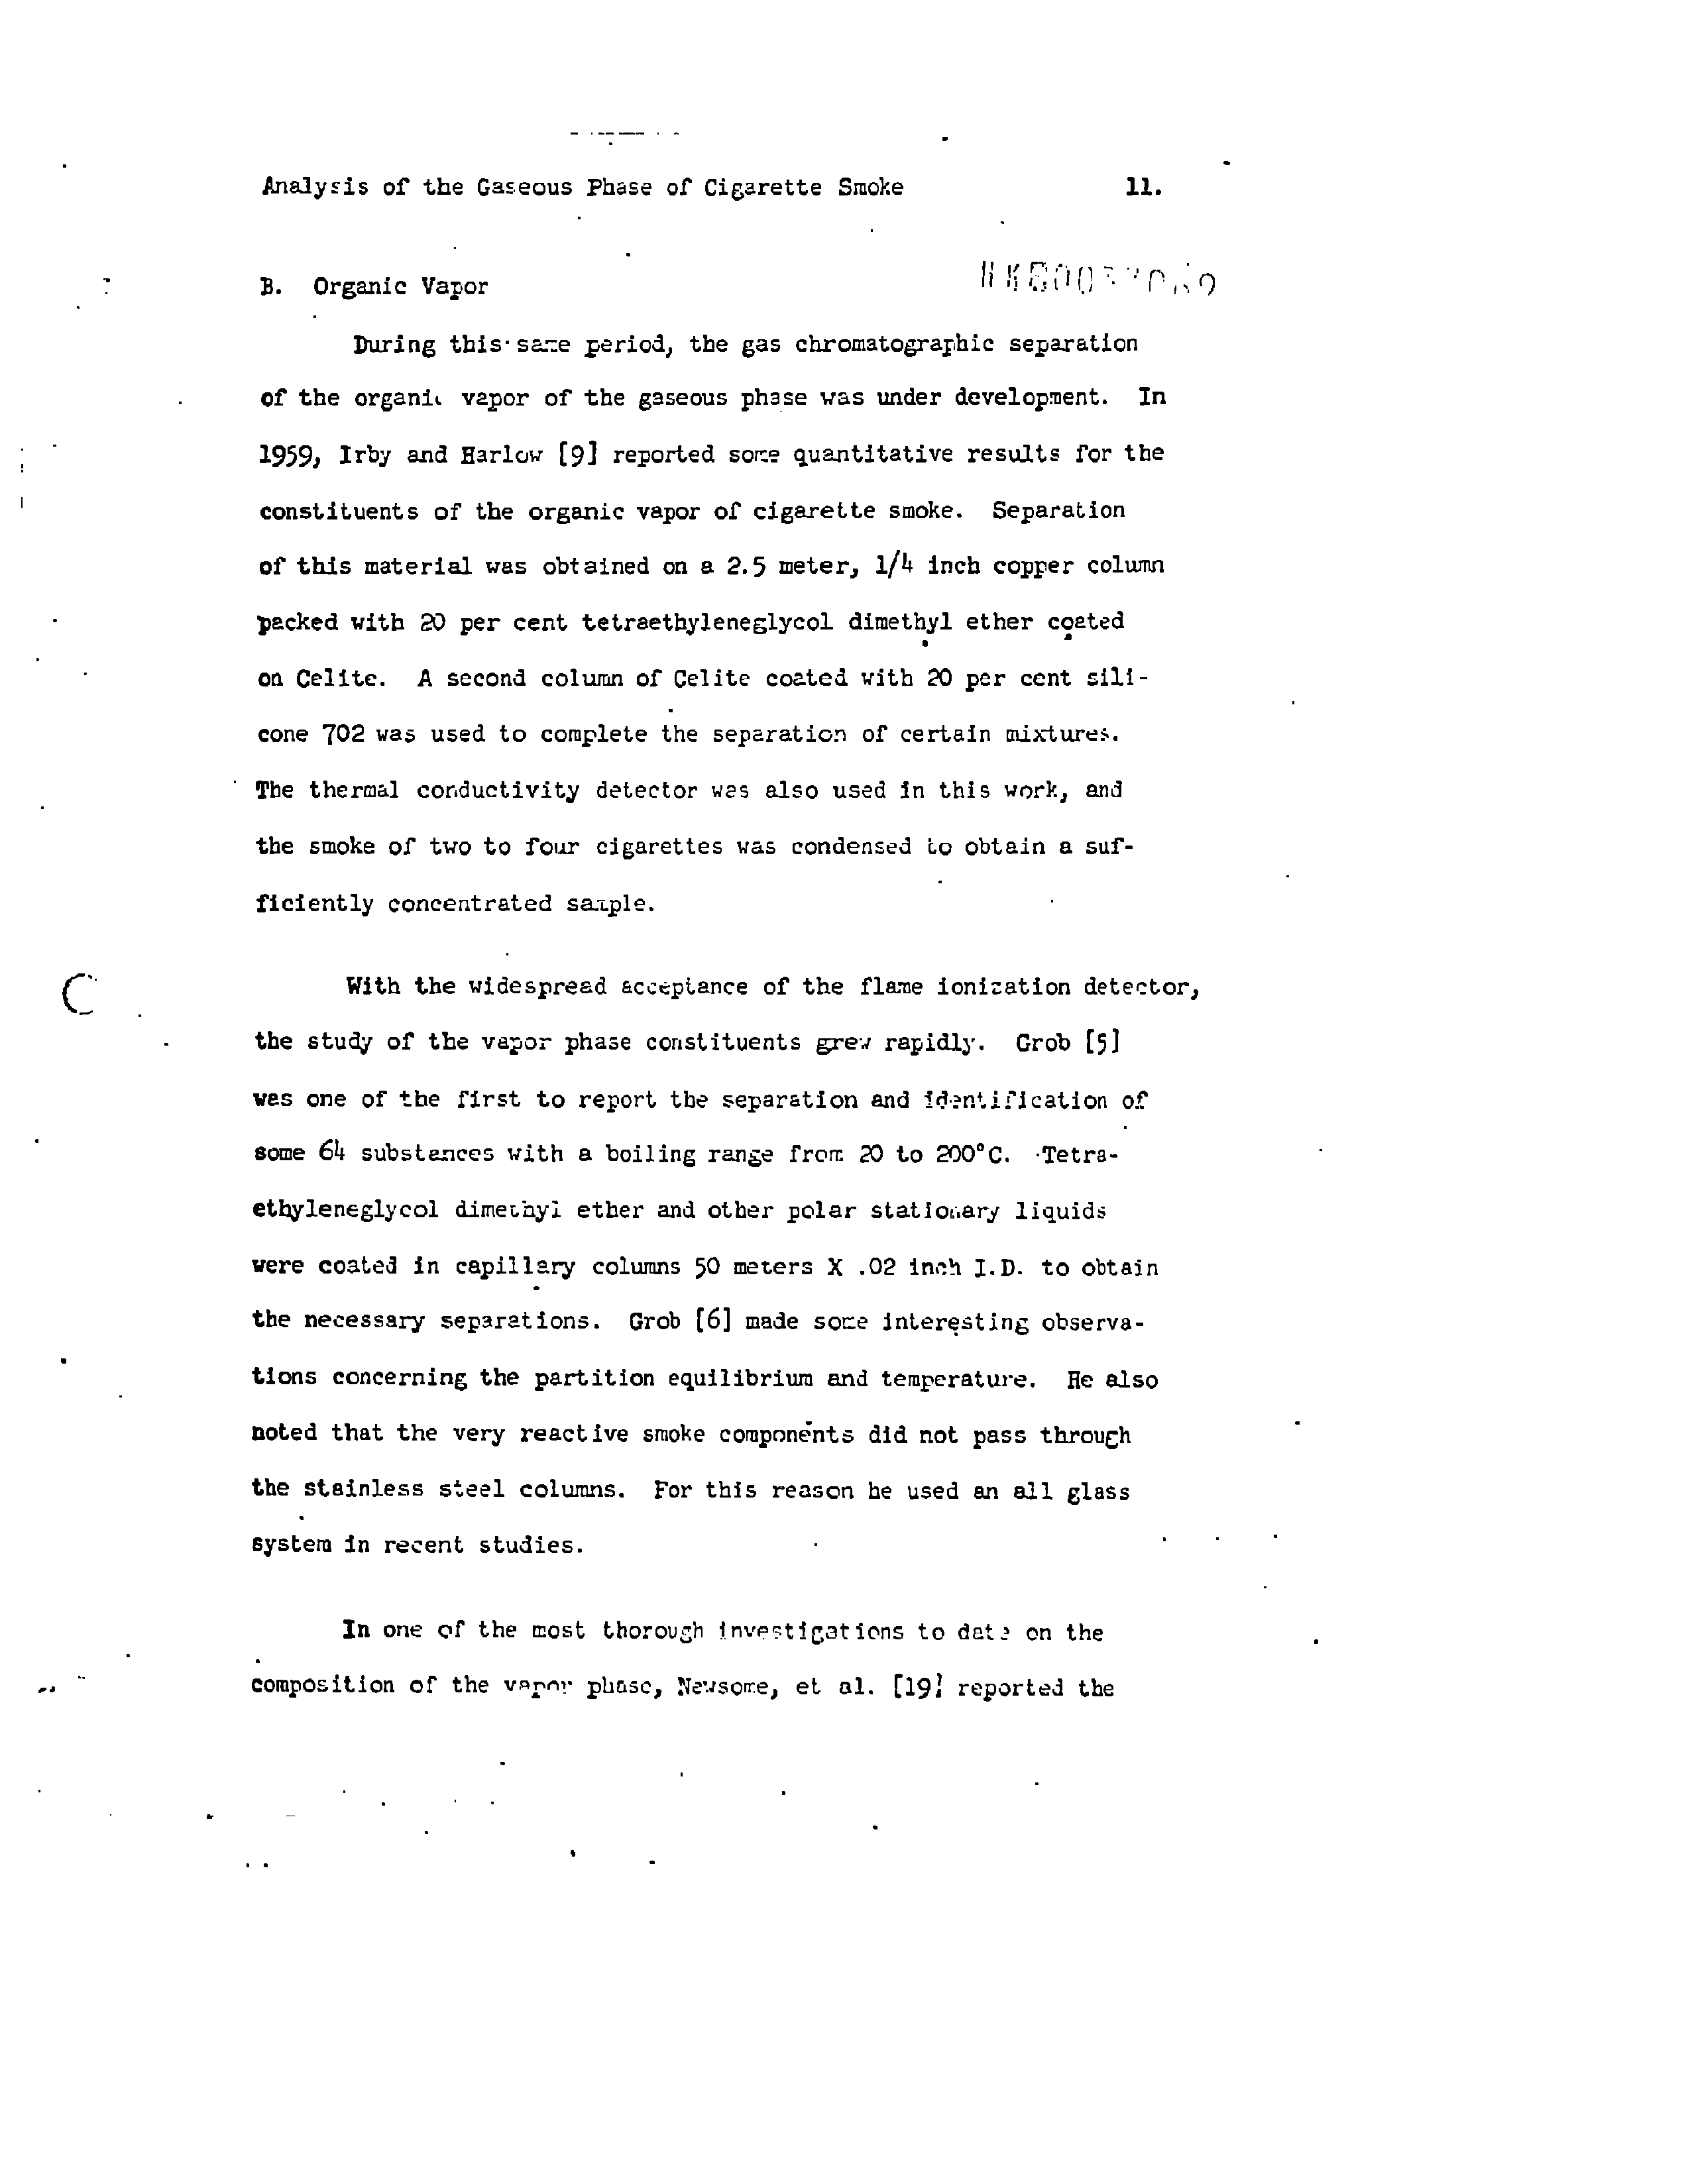 Analysis of the Gaseous Phase of Cigarette Smoke 11.
B. Organic Vapor
During this same period, the gas chromatographic separation
of the organic vapor of the gaseous phase was under development. In
1959, Irby and Harlow [9] reported some quantitative results for the
constituents of the organic vapor of cigarette smoke. Separation
of this material was obtained on a 2.5 meter, 1/4 inch copper column
packed with 20 per cent tetraethyleneglycol dimethyl ether coated
on Celite. A second column of Celite coated with 20 per cent sili-
cone 702 was used to complete the separation of certain mixtures.
The thermal conductivity detector was also used in this work, and
the smoke of two to four cigarettes was condensed to obtain a suf-
ficiently concentrated sample.
With the widespread acceptance of the flame ionization detector,
the study of the vapor phase constituents grew rapidly. Grob [5]
was one of the first to report the separation and identification of
some 64 substances with a boiling range from 20 to 200°C. Tetra-
ethyleneglycol dimethyl ether and other polar stationary liquids
were coated in capillary columns 50 meters X .02 inch I.D. to obtain
the necessary separations. Grob [6] made some interesting observa-
tions concerning the partition equilibrium and temperature. He also
noted that the very reactive smoke components did not pass through
the stainless steel columns. For this reason he used an all glass
system in recent studies.
In one of the most thorough investigations to date on the
composition of the vapor phase, Newsome, et al. [19] reported the